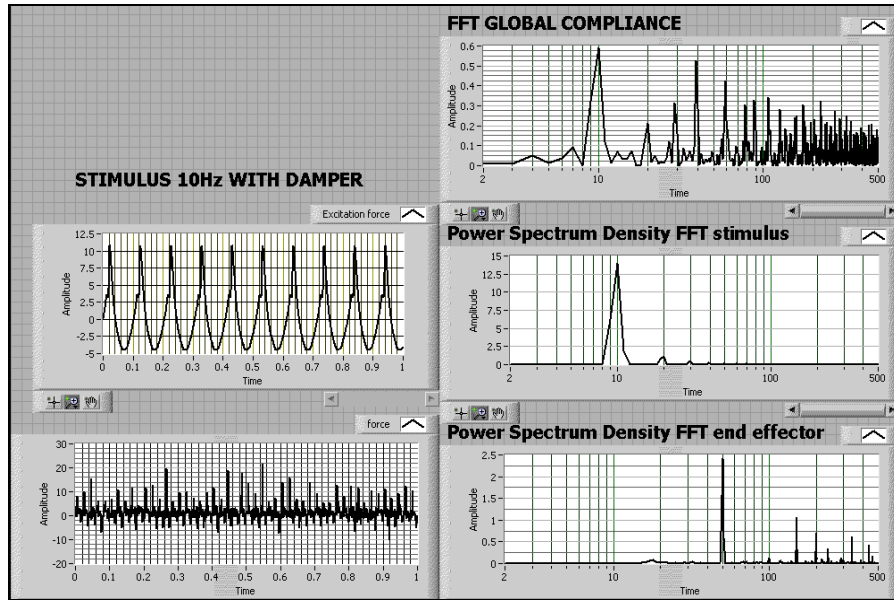 FFT GLOBAL COMPLIANCE
0.6
0.5
0.4
0.3
0.2
0.1
0
Amplitude
2 10 100 500
Time
STIMULUS 10Hz WITH DAMPER
Excitation force
12.5
10
7.5
5
2.5
0
-2.5
-5
Amplitude
0 0.1 0.2 0.3 0.4 0.5 0.6 0.7 0.8 0.9 1
Time
Power Spectrum Density FFT stimulus
15
12.5
10
7.5
5
2.5
0
Amplitude
2 10 100 500
Time
force
30
20
10
0
-10
-20
Amplitude
0 0.1 0.2 0.3 0.4 0.5 0.6 0.7 0.8 0.9 1
Time
Power Spectrum Density FFT end effector
2.5
2
1.5
1
0.5
0
Amplitude
2 10 100 500
Time